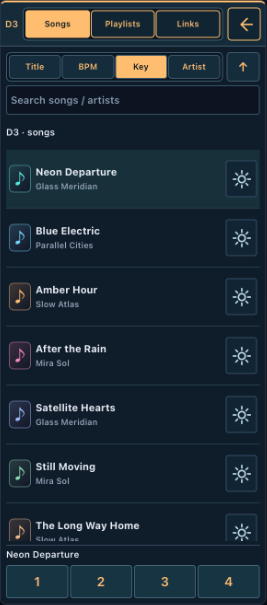 D3 Songs Playlists Links
Title BPM Key Artist
Search songs / artists
D3 · songs
Neon Departure
Glass Meridian
Blue Electric
Parallel Cities
Amber Hour
Slow Atlas
After the Rain
Mira Sol
Satellite Hearts
Glass Meridian
Still Moving
Mira Sol
The Long Way Home
Slow Atlas
Neon Departure
1 2 3 4